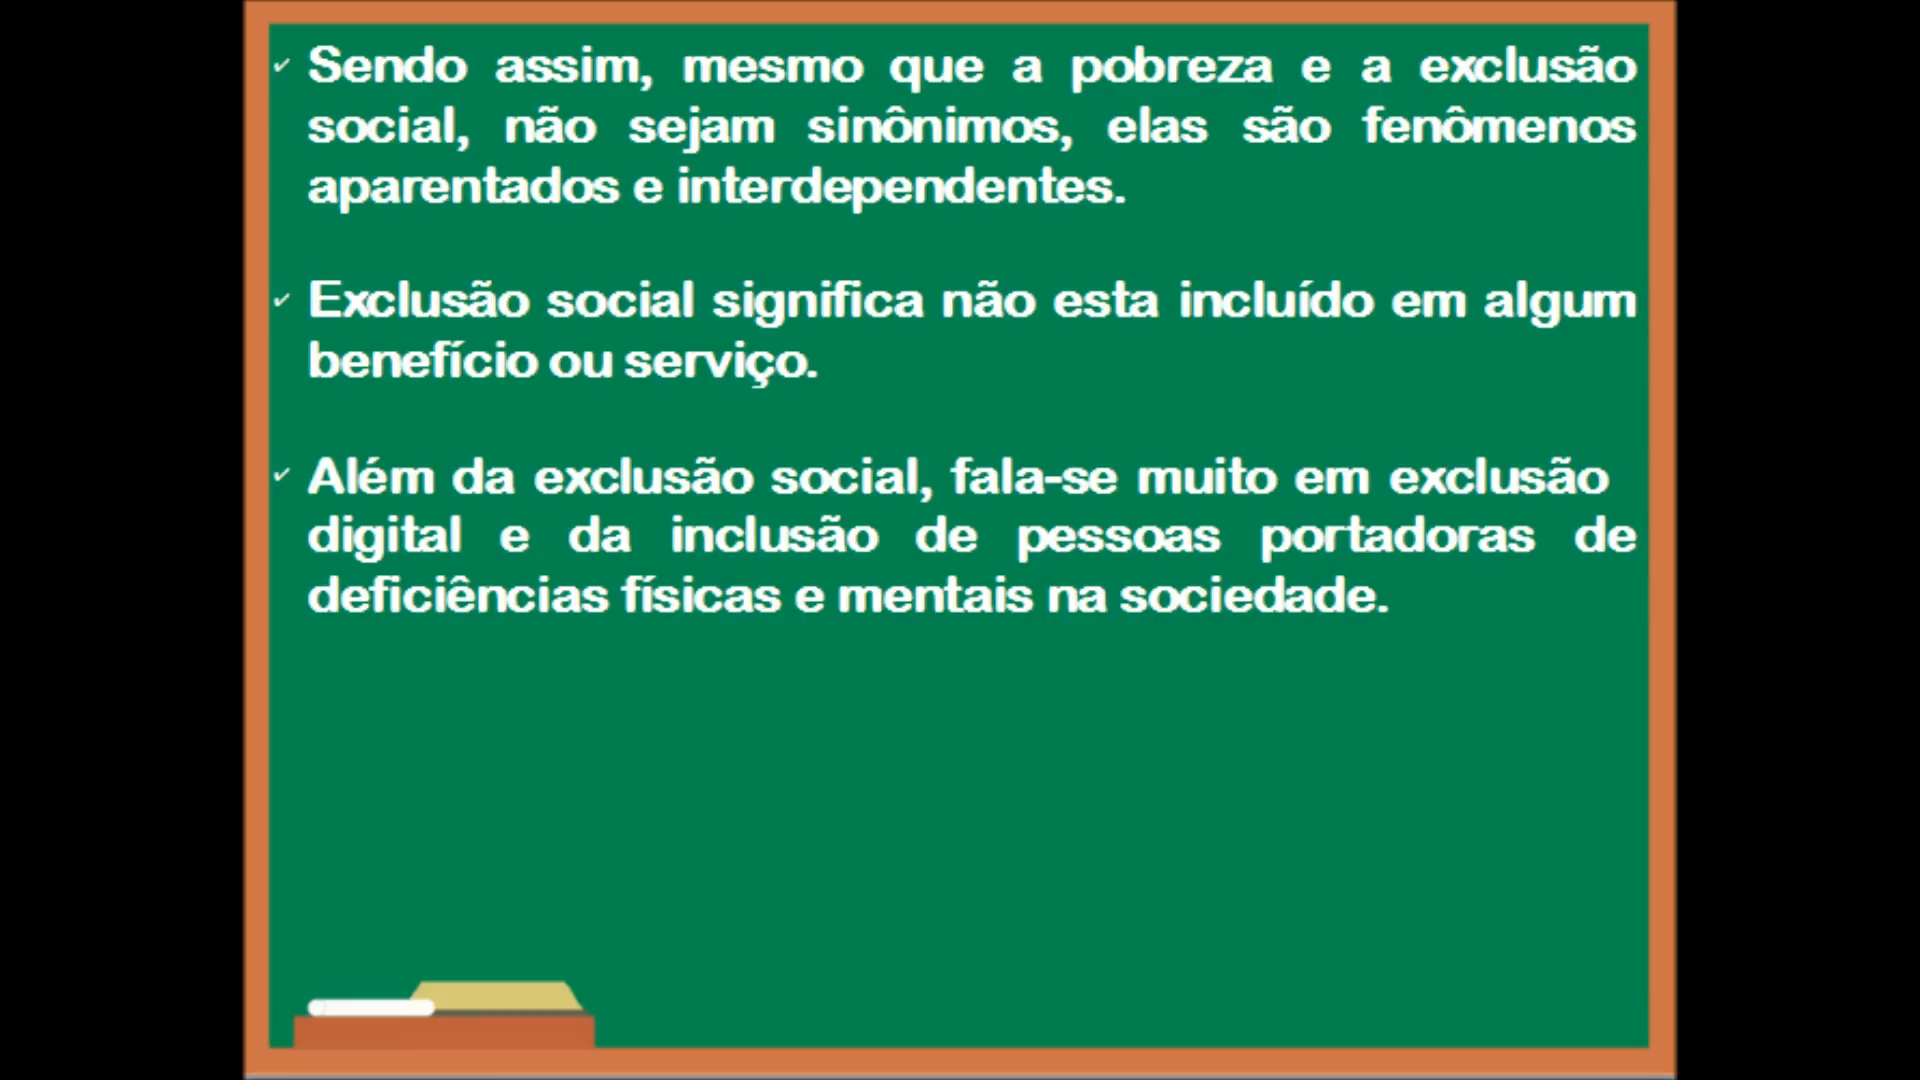 ✓ Sendo assim, mesmo que a pobreza e a exclusão
social, não sejam sinônimos, elas são fenômenos
aparentados e interdependentes.
✓ Exclusão social significa não esta incluído em algum
benefício ou serviço.
✓ Além da exclusão social, fala-se muito em exclusão
digital e da inclusão de pessoas portadoras de
deficiências físicas e mentais na sociedade.